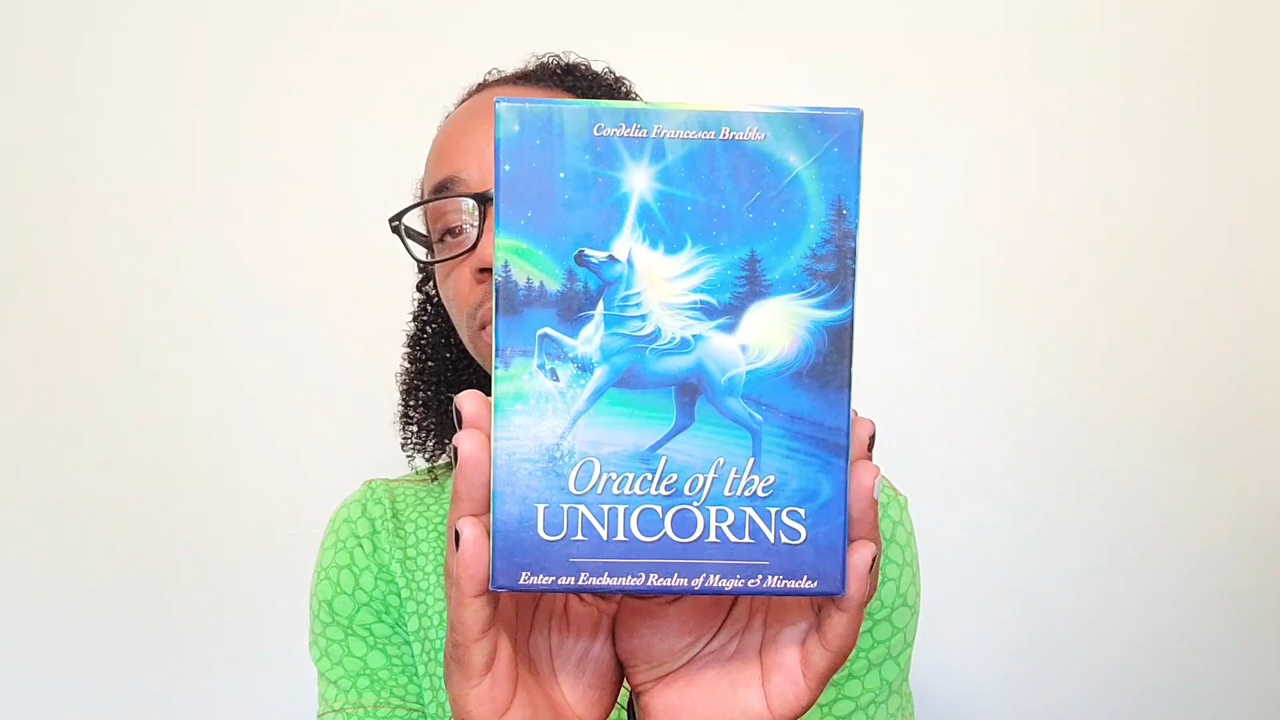 Cordelia Francesca Brabbs
Oracle of the
UNICORNS
Enter an Enchanted Realm of Magic & Miracles